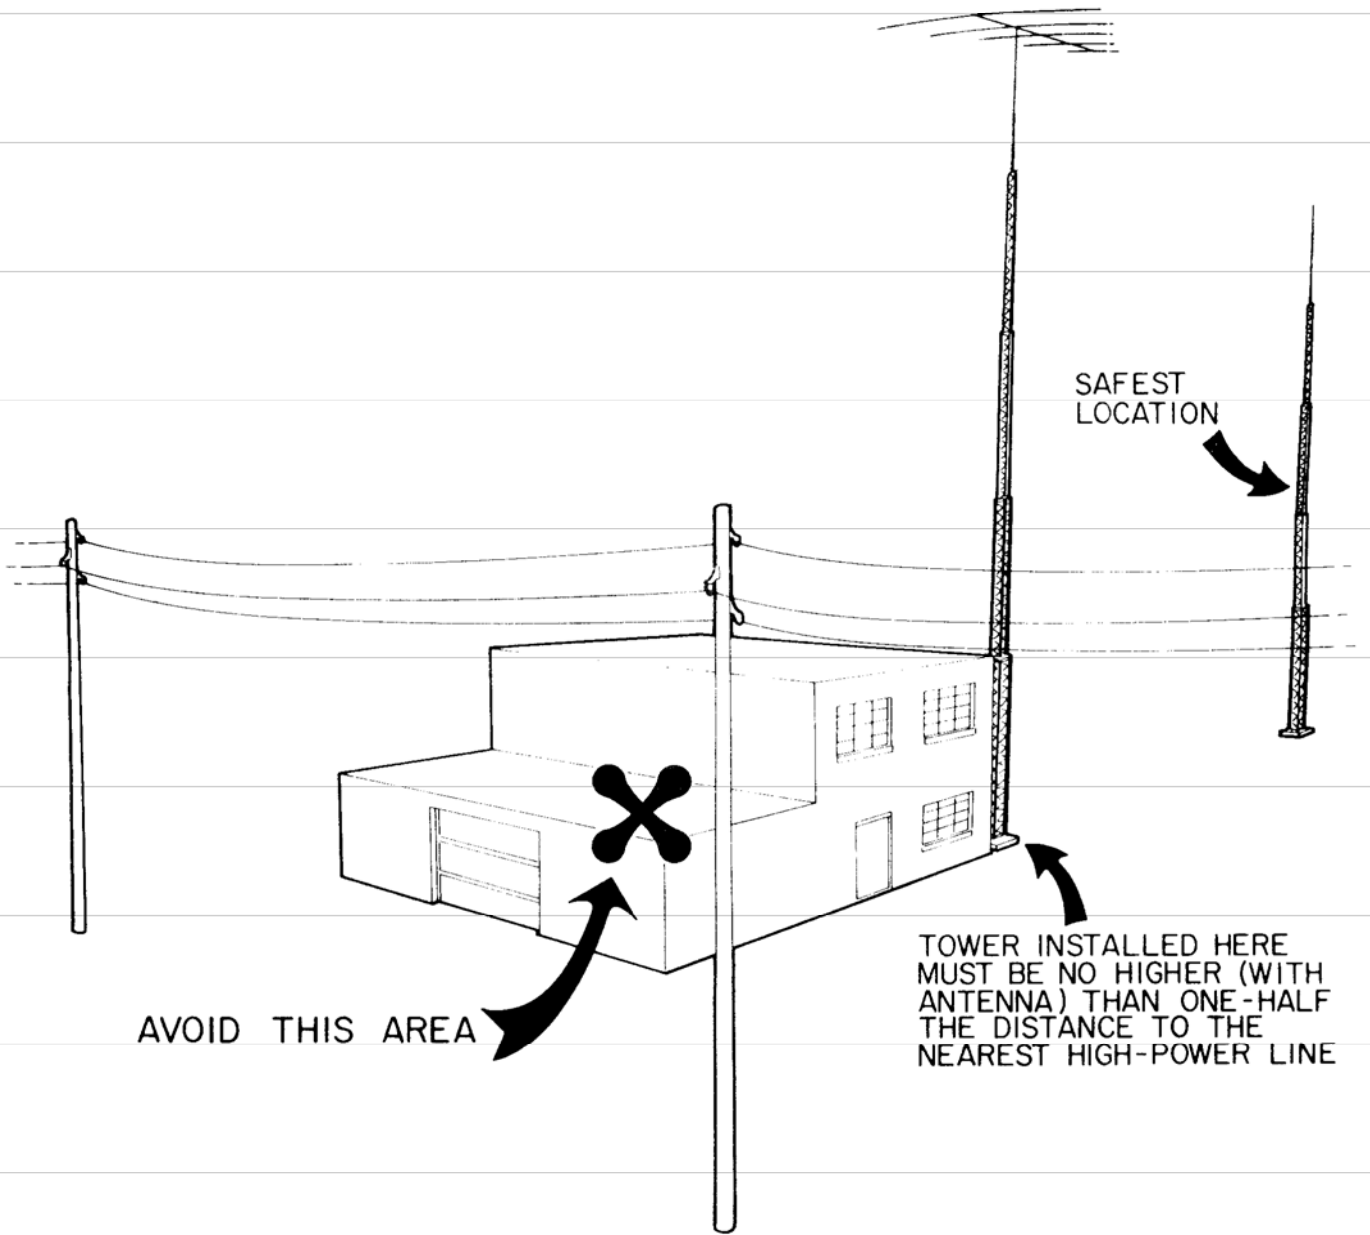 SAFEST
LOCATION
AVOID THIS AREA
TOWER INSTALLED HERE
MUST BE NO HIGHER (WITH
ANTENNA) THAN ONE-HALF
THE DISTANCE TO THE
NEAREST HIGH-POWER LINE